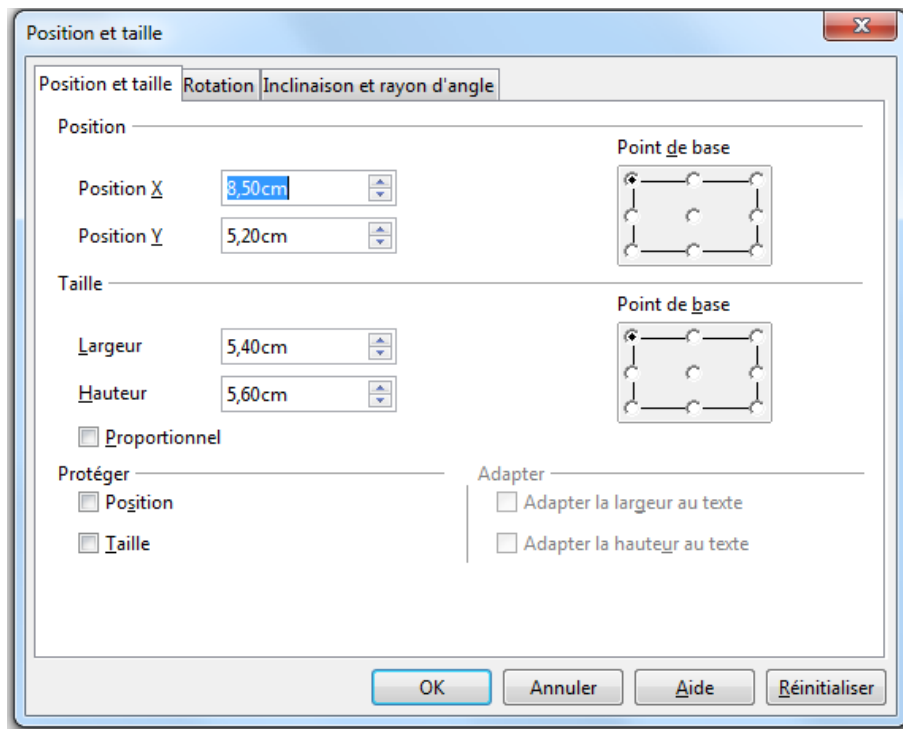 Position et taille
Position et taille Rotation Inclinaison et rayon d'angle
Position
Point de base
Position X 8,50cm
Position Y 5,20cm
Taille
Point de base
Largeur 5,40cm
Hauteur 5,60cm
Proportionnel
Protéger Adapter
Position Adapter la largeur au texte
Taille Adapter la hauteur au texte
OK Annuler Aide Réinitialiser